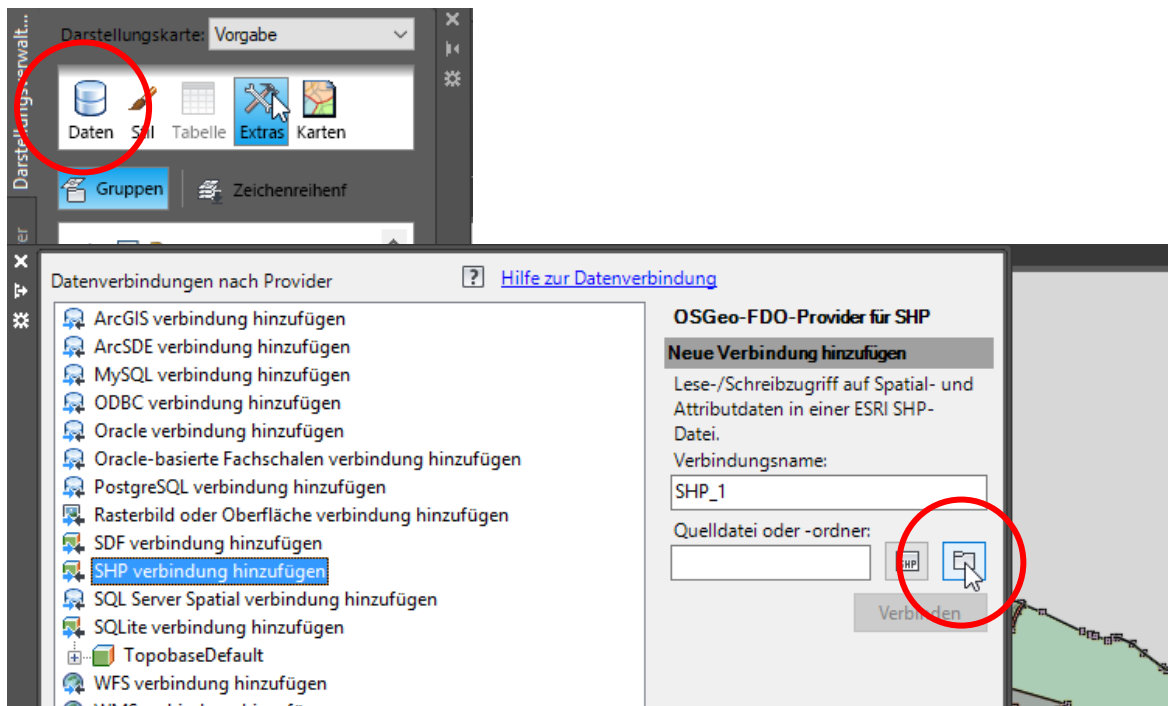 Darstellungsverwalt...
Darstellungskarte: Vorgabe
Daten Stil Tabelle Extras Karten
Gruppen Zeichenreihenf
er
Datenverbindungen nach Provider
? Hilfe zur Datenverbindung
ArcGIS verbindung hinzufügen
ArcSDE verbindung hinzufügen
MySQL verbindung hinzufügen
ODBC verbindung hinzufügen
Oracle verbindung hinzufügen
Oracle-basierte Fachschalen verbindung hinzufügen
PostgreSQL verbindung hinzufügen
Rasterbild oder Oberfläche verbindung hinzufügen
SDF verbindung hinzufügen
SHP verbindung hinzufügen
SQL Server Spatial verbindung hinzufügen
SQLite verbindung hinzufügen
TopobaseDefault
WFS verbindung hinzufügen
WMS verbindung hinzufügen
OSGeo-FDO-Provider für SHP
Neue Verbindung hinzufügen
Lese-/Schreibzugriff auf Spatial- und
Attributdaten in einer ESRI SHP-
Datei.
Verbindungsname:
SHP_1
Quelldatei oder -ordner:
SHP
Verbinden